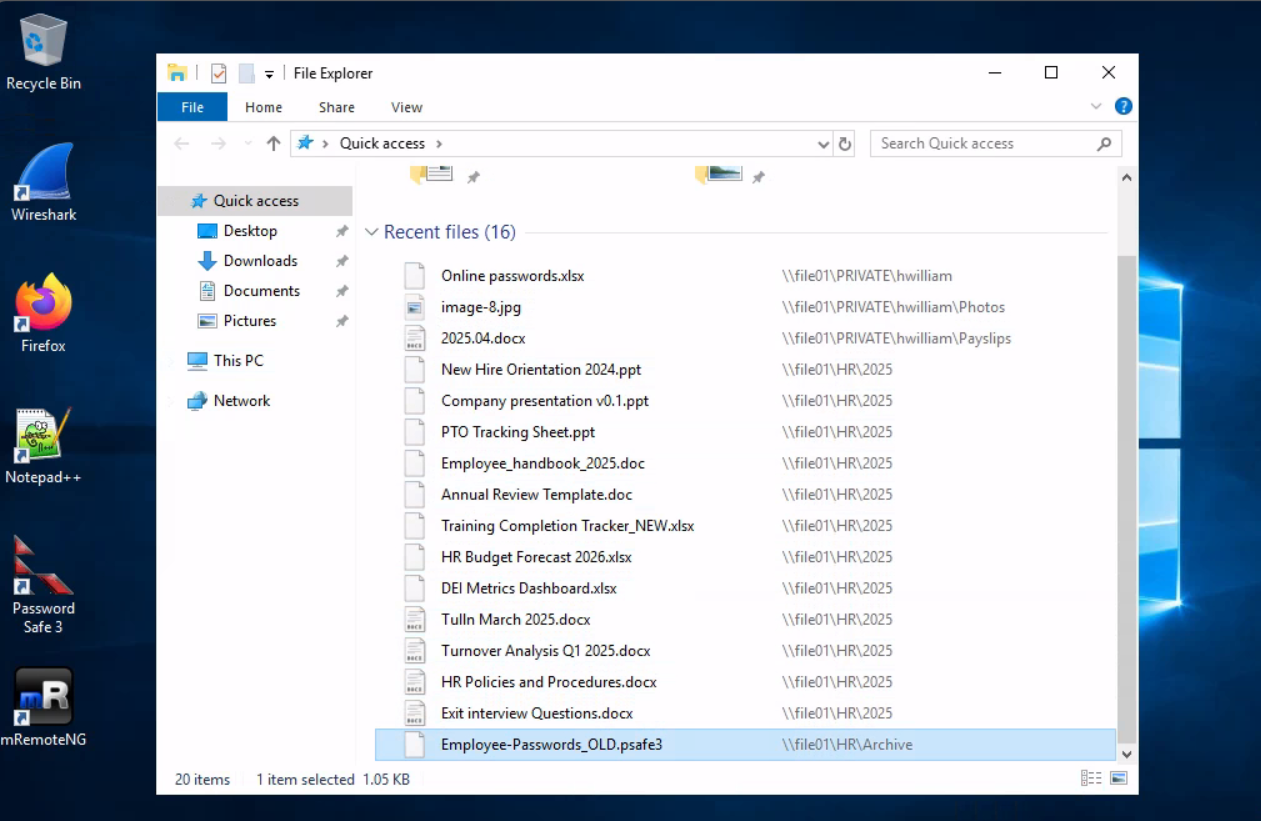 Recycle Bin
Wireshark
Firefox
Notepad++
Password
Safe 3
mRemoteNG
File Explorer
File Home Share View
Quick access
Search Quick access
Quick access
Desktop
Downloads
Documents
Pictures
This PC
Network
Recent files (16)
Online passwords.xlsx \\file01\PRIVATE\hwilliam
image-8.jpg \\file01\PRIVATE\hwilliam\Photos
2025.04.docx \\file01\PRIVATE\hwilliam\Payslips
New Hire Orientation 2024.ppt \\file01\HR\2025
Company presentation v0.1.ppt \\file01\HR\2025
PTO Tracking Sheet.ppt \\file01\HR\2025
Employee_handbook_2025.doc \\file01\HR\2025
Annual Review Template.doc \\file01\HR\2025
Training Completion Tracker_NEW.xlsx \\file01\HR\2025
HR Budget Forecast 2026.xlsx \\file01\HR\2025
DEI Metrics Dashboard.xlsx \\file01\HR\2025
TulIn March 2025.docx \\file01\HR\2025
Turnover Analysis Q1 2025.docx \\file01\HR\2025
HR Policies and Procedures.docx \\file01\HR\2025
Exit interview Questions.docx \\file01\HR\2025
Employee-Passwords_OLD.psafe3 \\file01\HR\Archive
20 items 1 item selected 1.05 KB